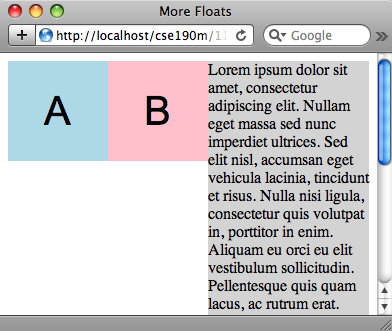 More Floats
http://localhost/cse190m/
Google
A
B
Lorem ipsum dolor sit
amet, consectetur
adipiscing elit. Nullam
eget massa sed nunc
imperdiet ultrices. Sed
elit nisl, accumsan eget
vehicula lacinia, tincidunt
et risus. Nulla nisi ligula,
consectetur quis volutpat
in, porttitor in enim.
Aliquam eu orci eu elit
vestibulum sollicitudin.
Pellentesque quis quam
lacus, ac rutrum erat.